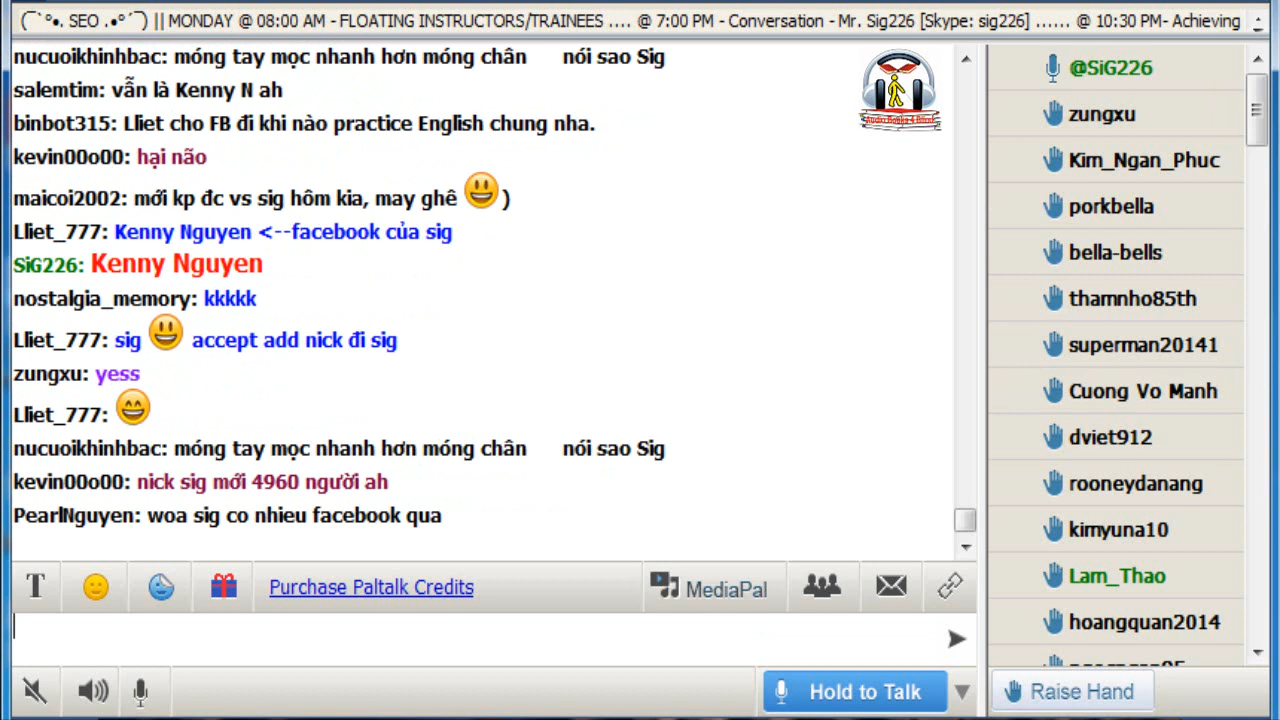 (¯`°•. SEO .•°´¯) || MONDAY @ 08:00 AM - FLOATING INSTRUCTORS/TRAINEES .... @ 7:00 PM - Conversation - Mr. Sig226 [Skype: sig226] ...... @ 10:30 PM- Achieving
nucuoikhinhbac: móng tay mọc nhanh hơn móng chân nói sao Sig
salemtim: vẫn là Kenny N ah
binbot315: Lliet cho FB đi khi nào practice English chung nha.
kevin00o00: hại não
maicoi2002: mới kp đc vs sig hôm kia, may ghê )
Lliet_777: Kenny Nguyen <--facebook của sig
SiG226: Kenny Nguyen
nostalgia_memory: kkkkk
Lliet_777: sig accept add nick đi sig
zungxu: yess
Lliet_777:
nucuoikhinhbac: móng tay mọc nhanh hơn móng chân nói sao Sig
kevin00o00: nick sig mới 4960 người ah
PearlNguyen: woa sig co nhieu facebook qua
Audio Books 4 Blind
@SiG226
zungxu
Kim_Ngan_Phuc
porkbella
bella-bells
thamnho85th
superman20141
Cuong Vo Manh
dviet912
rooneydanang
kimyuna10
Lam_Thao
hoangquan2014
T
Purchase Paltalk Credits
MediaPal
Hold to Talk
Raise Hand